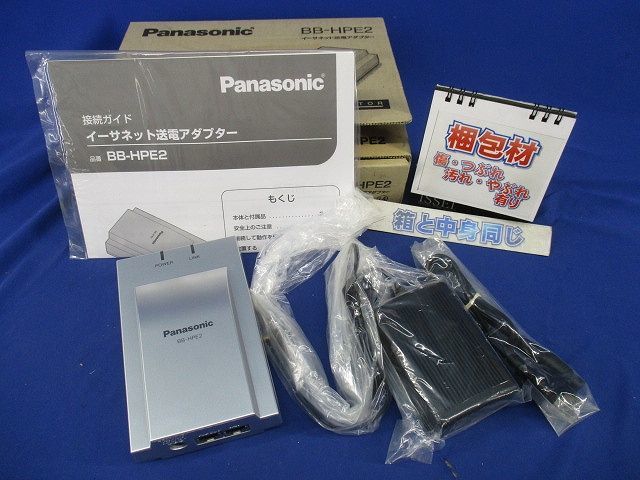 Panasonic
BB-HPE2
イーサネット送電アダプター
Panasonic
接続ガイド
イーサネット送電アダプター
品番 BB-HPE2
もくじ
本体と付属品
安全上のご注意
HPE2
梱包材
傷・つぶれ
汚れ・やぶれ
有り
箱と中身同じ
POWER
LINK
Panasonic
BB-HPE2